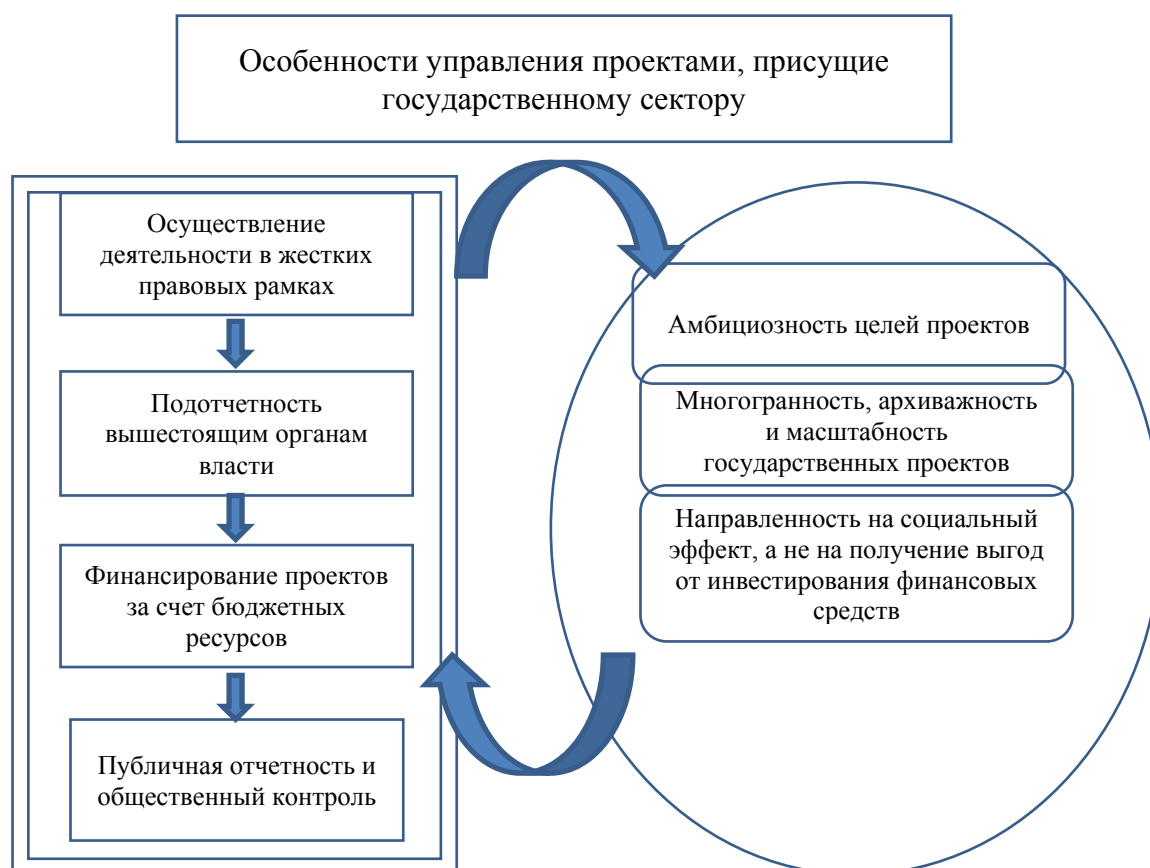 Особенности управления проектами, присущие
государственному сектору
Осуществление
деятельности в жестких
правовых рамках
Подотчетность
вышестоящим органам
власти
Финансирование проектов
за счет бюджетных
ресурсов
Публичная отчетность и
общественный контроль
Амбициозность целей проектов
Многогранность, архиважность
и масштабность
государственных проектов
Направленность на социальный
эффект, а не на получение выгод
от инвестирования финансовых
средств